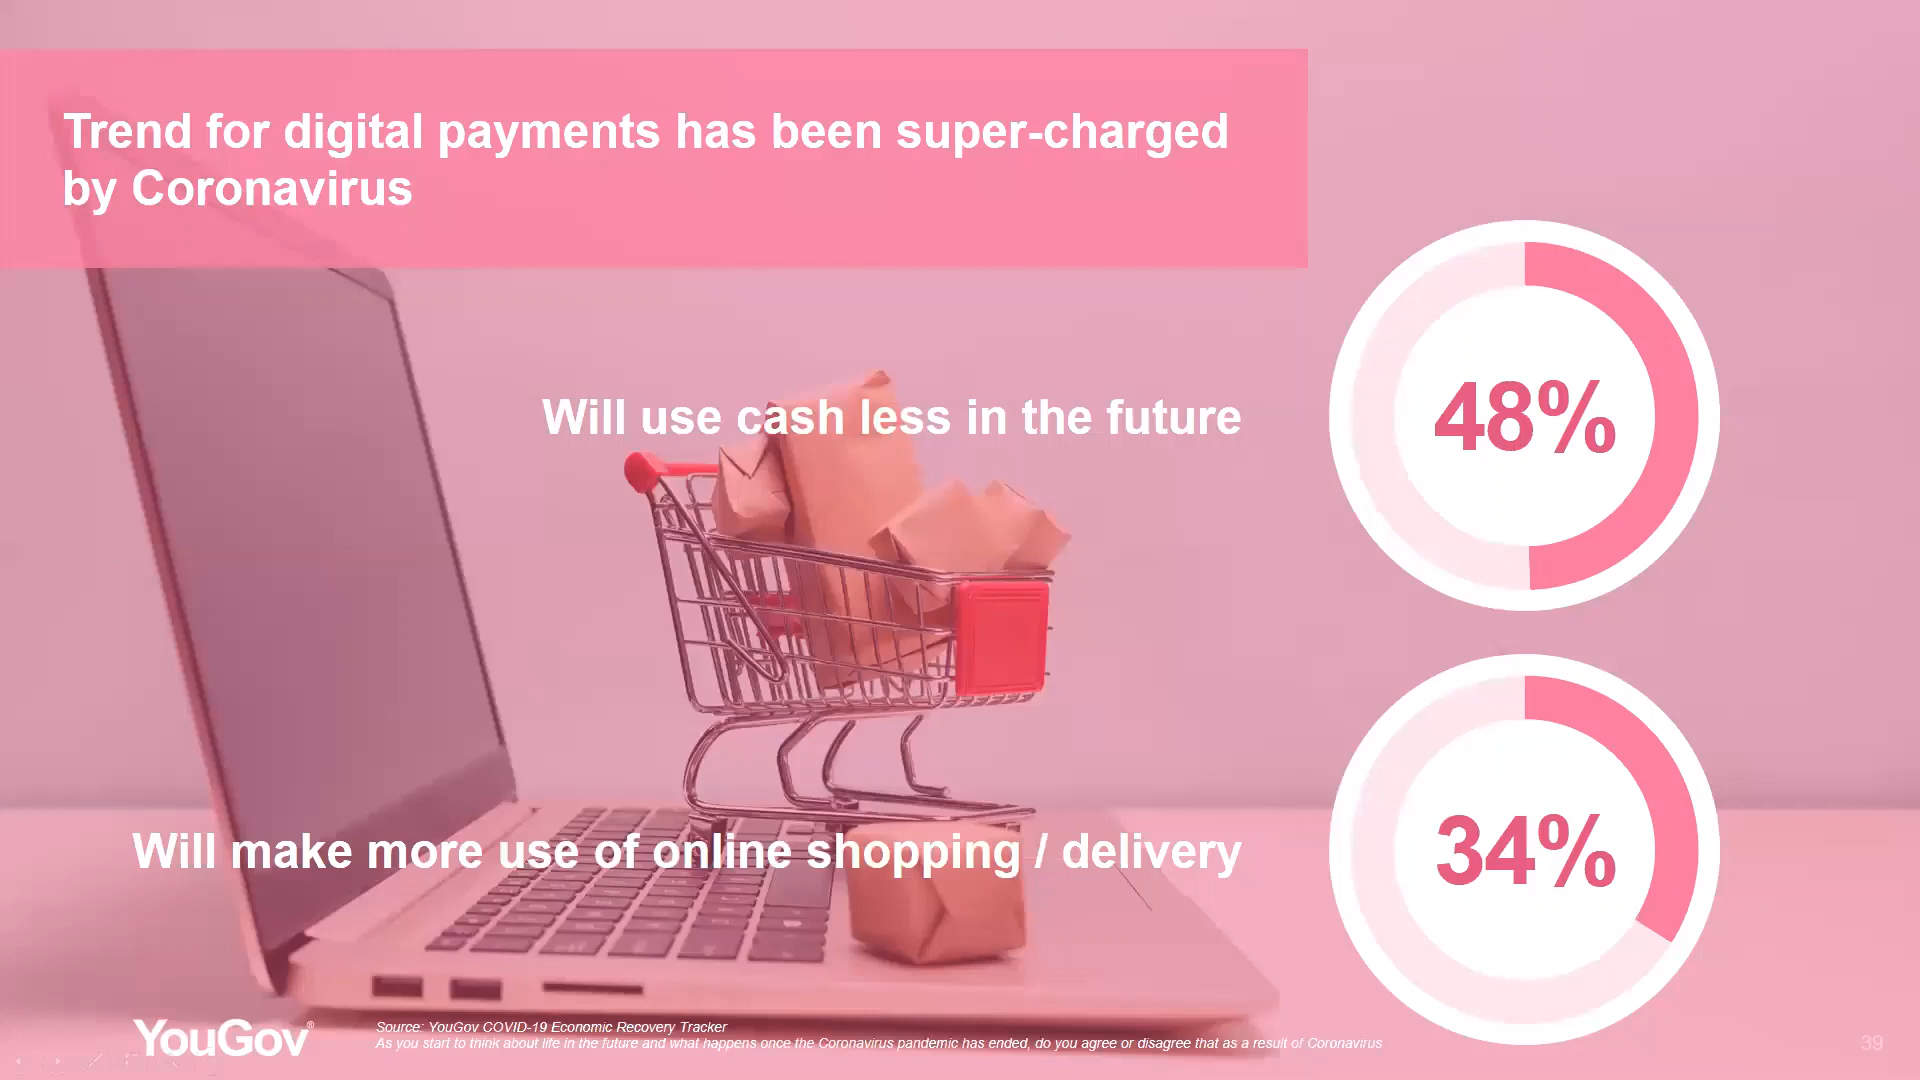 Trend for digital payments has been super-charged
by Coronavirus
Will use cash less in the future
48%
Will make more use of online shopping / delivery
34%
YouGov®
Source: YouGov COVID-19 Economic Recovery Tracker
As you start to think about life in the future and what happens once the Coronavirus pandemic has ended, do you agree or disagree that as a result of Coronavirus
39